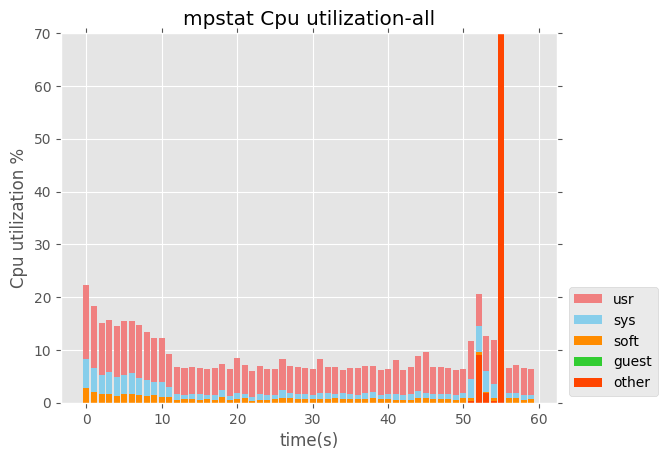 mpstat Cpu utilization-all
Cpu utilization %
70
60
50
40
30
20
10
0
0 10 20 30 40 50 60
time(s)
usr
sys
soft
guest
other